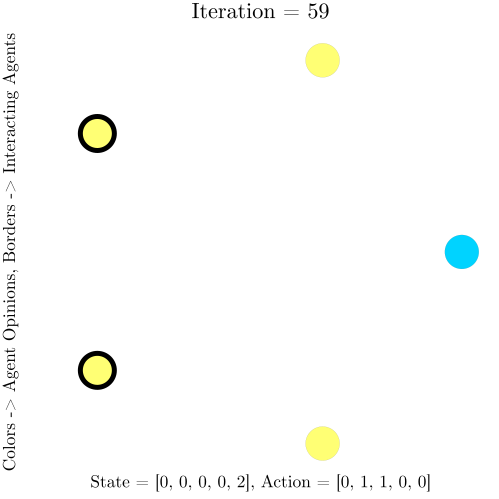 Iteration = 59
Colors -> Agent Opinions, Borders -> Interacting Agents
State = [0, 0, 0, 0, 2], Action = [0, 1, 1, 0, 0]